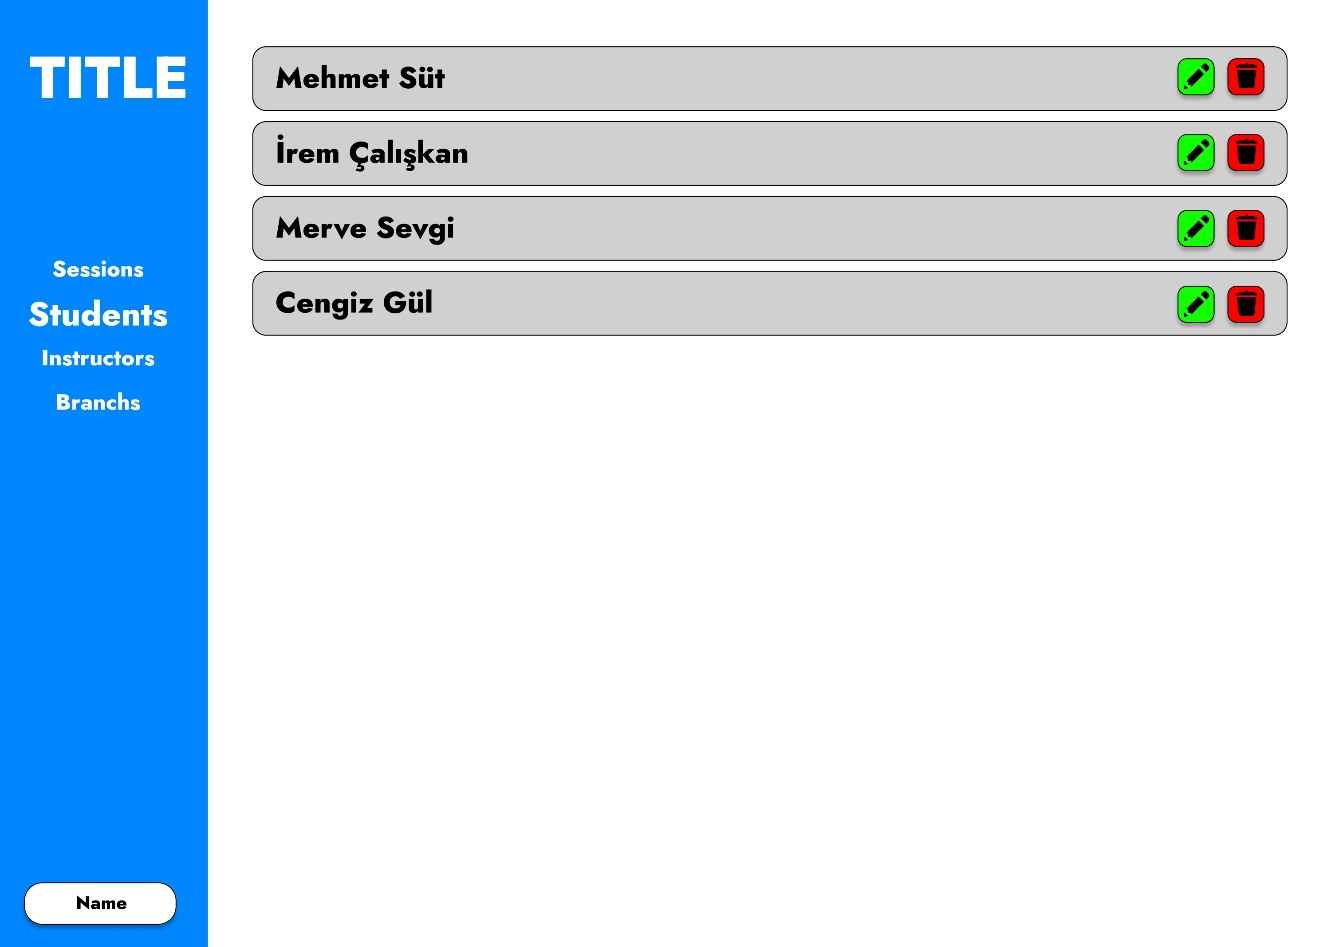 TITLE
Sessions
Students
Instructors
Branchs
Name
Mehmet Süt
İrem Çalışkan
Merve Sevgi
Cengiz Gül